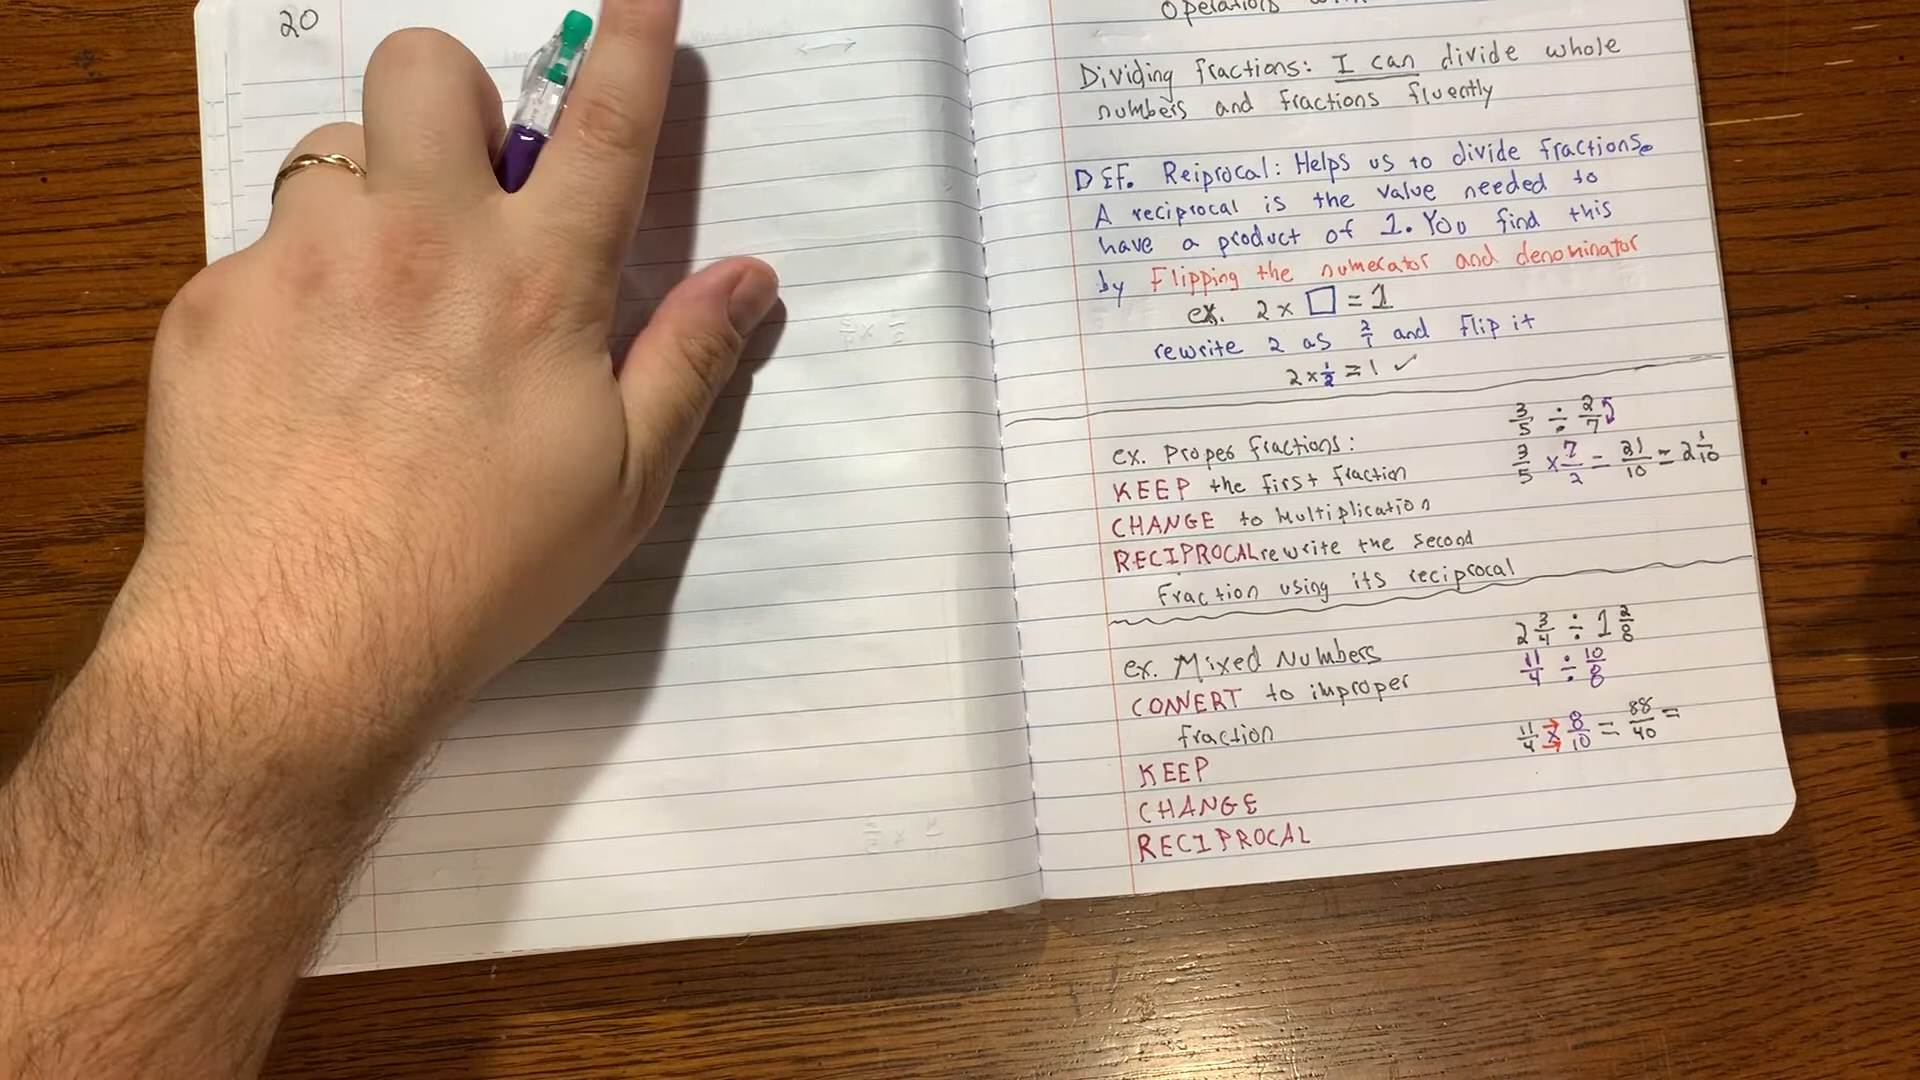 20
Operations
Dividing fractions: I can divide whole
numbers and fractions fluently
DEF. Reiprocal: Helps us to divide fractions.
A reciprocal is the value needed to
have a product of 1. You find this
by Flipping the numerator and denominator
ex. 2 × □ = 1
rewrite 2 as 2/1 and flip it
2 × 1/2 = 1 ✓
3/5 ÷ 2/7
ex. Proper fractions:
3/5 × 7/2 = 21/10 = 2 1/10
KEEP the first fraction
CHANGE to Multiplication
RECIPROCAL rewrite the second
fraction using its reciprocal
2 3/4 ÷ 1 2/8
ex. Mixed Numbers
11/4 ÷ 10/8
CONVERT to improper
fraction
11/4 × 8/10 = 88/40 =
KEEP
CHANGE
RECIPROCAL